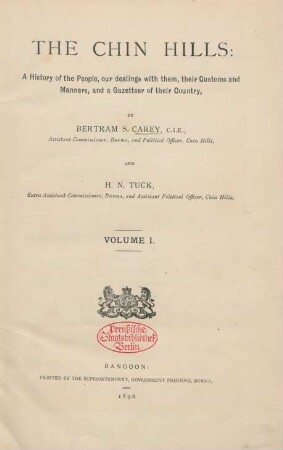 THE CHIN HILLS:
A History of the People, our dealings with them, their Customs and
Manners, and a Gazetteer of their Country,
BY
BERTRAM S. CAREY, C.I.E.,
Assistant Commissioner, Burma, and Political Officer, Chin Hills,
AND
H. N. TUCK,
Extra Assistant Commissioner, Burma, and Assistant Political Officer, Chin Hills.
VOLUME I.
Preußische
Staatsbibliothek
Berlin.
RANGOON:
PRINTED BY THE SUPERINTENDENT, GOVERNMENT PRINTING, BURMA.
1896.